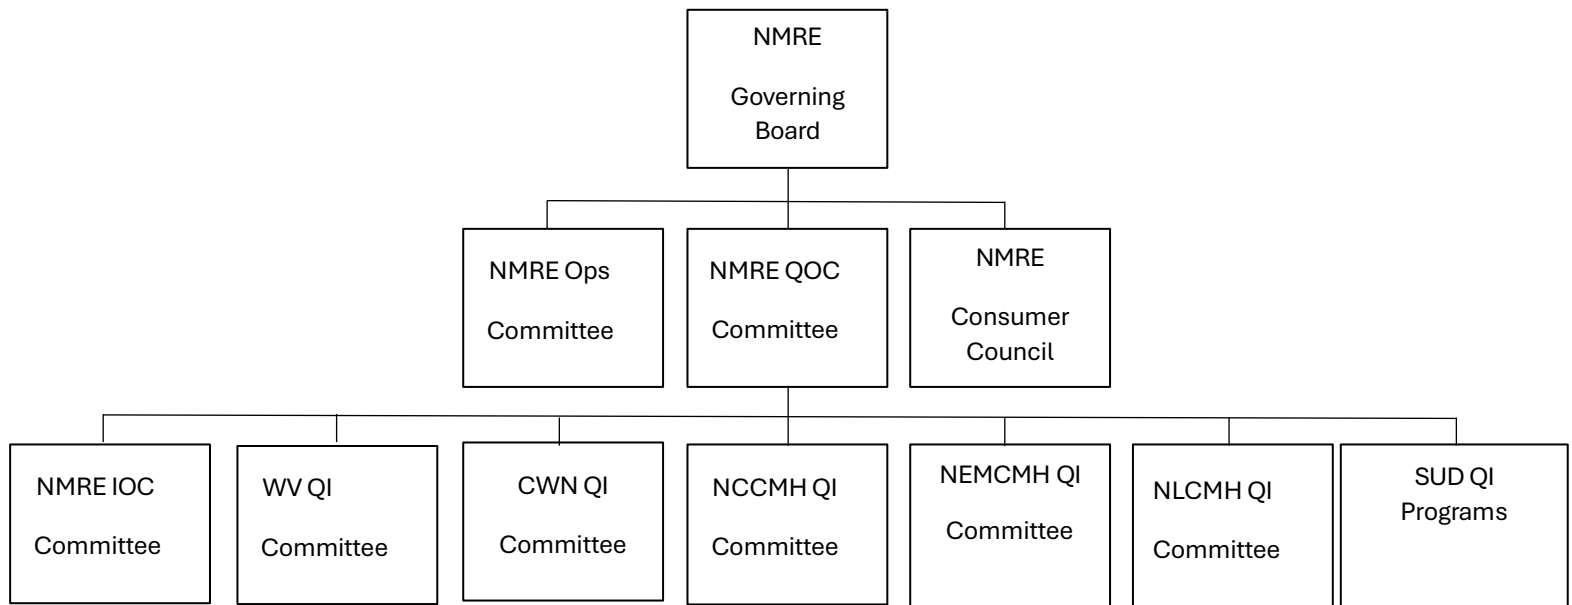 NMRE
Governing
Board
NMRE Ops
Committee
NMRE QOC
Committee
NMRE
Consumer
Council
NMRE IOC
Committee
WV QI
Committee
CWN QI
Committee
NCCMH QI
Committee
NEMCMH QI
Committee
NLCMH QI
Committee
SUD QI
Programs